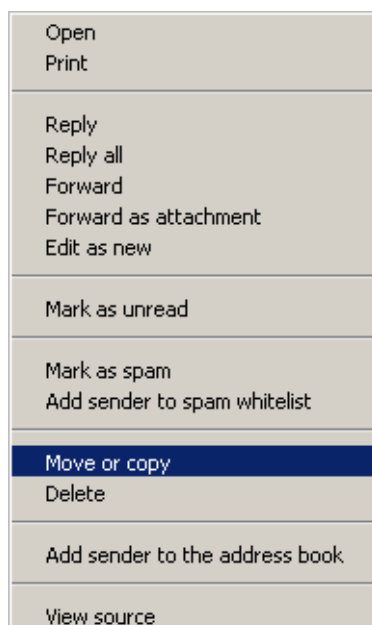 Open
Print
Reply
Reply all
Forward
Forward as attachment
Edit as new
Mark as unread
Mark as spam
Add sender to spam whitelist
Move or copy
Delete
Add sender to the address book
View source